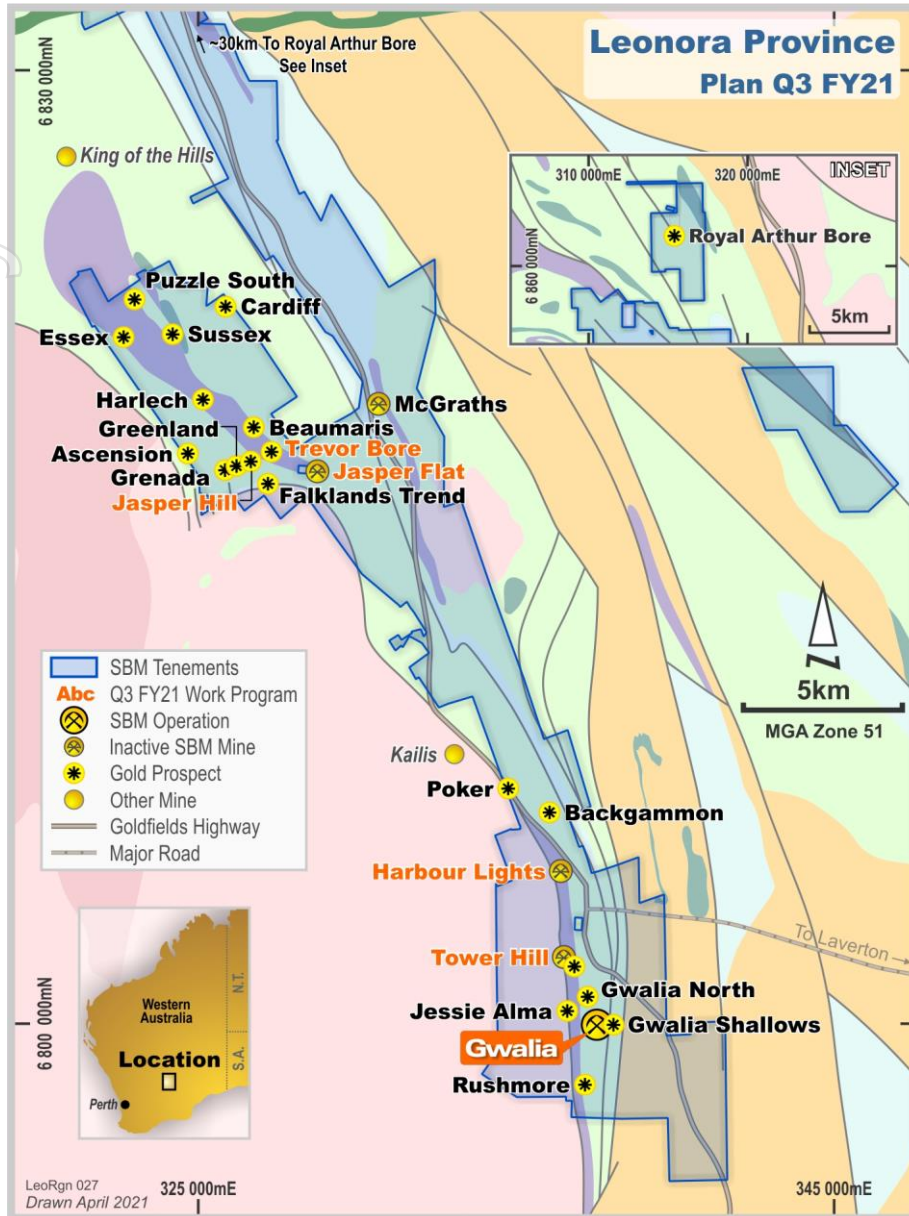 Leonora Province
Plan Q3 FY21
~30km To Royal Arthur Bore
See Inset
6 830 000mN
King of the Hills
INSET
310 000mE
320 000mE
Royal Arthur Bore
6 860 000mN
5km
Puzzle South
Cardiff
Essex
Sussex
Harlech
McGraths
Greenland
Beaumaris
Ascension
Trevor Bore
Grenada
Jasper Flat
Jasper Hill
Falklands Trend
SBM Tenements
Abc Q3 FY21 Work Program
SBM Operation
Inactive SBM Mine
Gold Prospect
Other Mine
Goldfields Highway
Major Road
N
5km
MGA Zone 51
Kailis
Poker
Backgammon
Harbour Lights
To Laverton
Tower Hill
Gwalia North
Jessie Alma
Gwalia Shallows
Gwalia
Rushmore
6 800 000mN
Western
Australia
N.T.
S.A.
Location
Perth
LeoRgn 027
Drawn April 2021
325 000mE
345 000mE